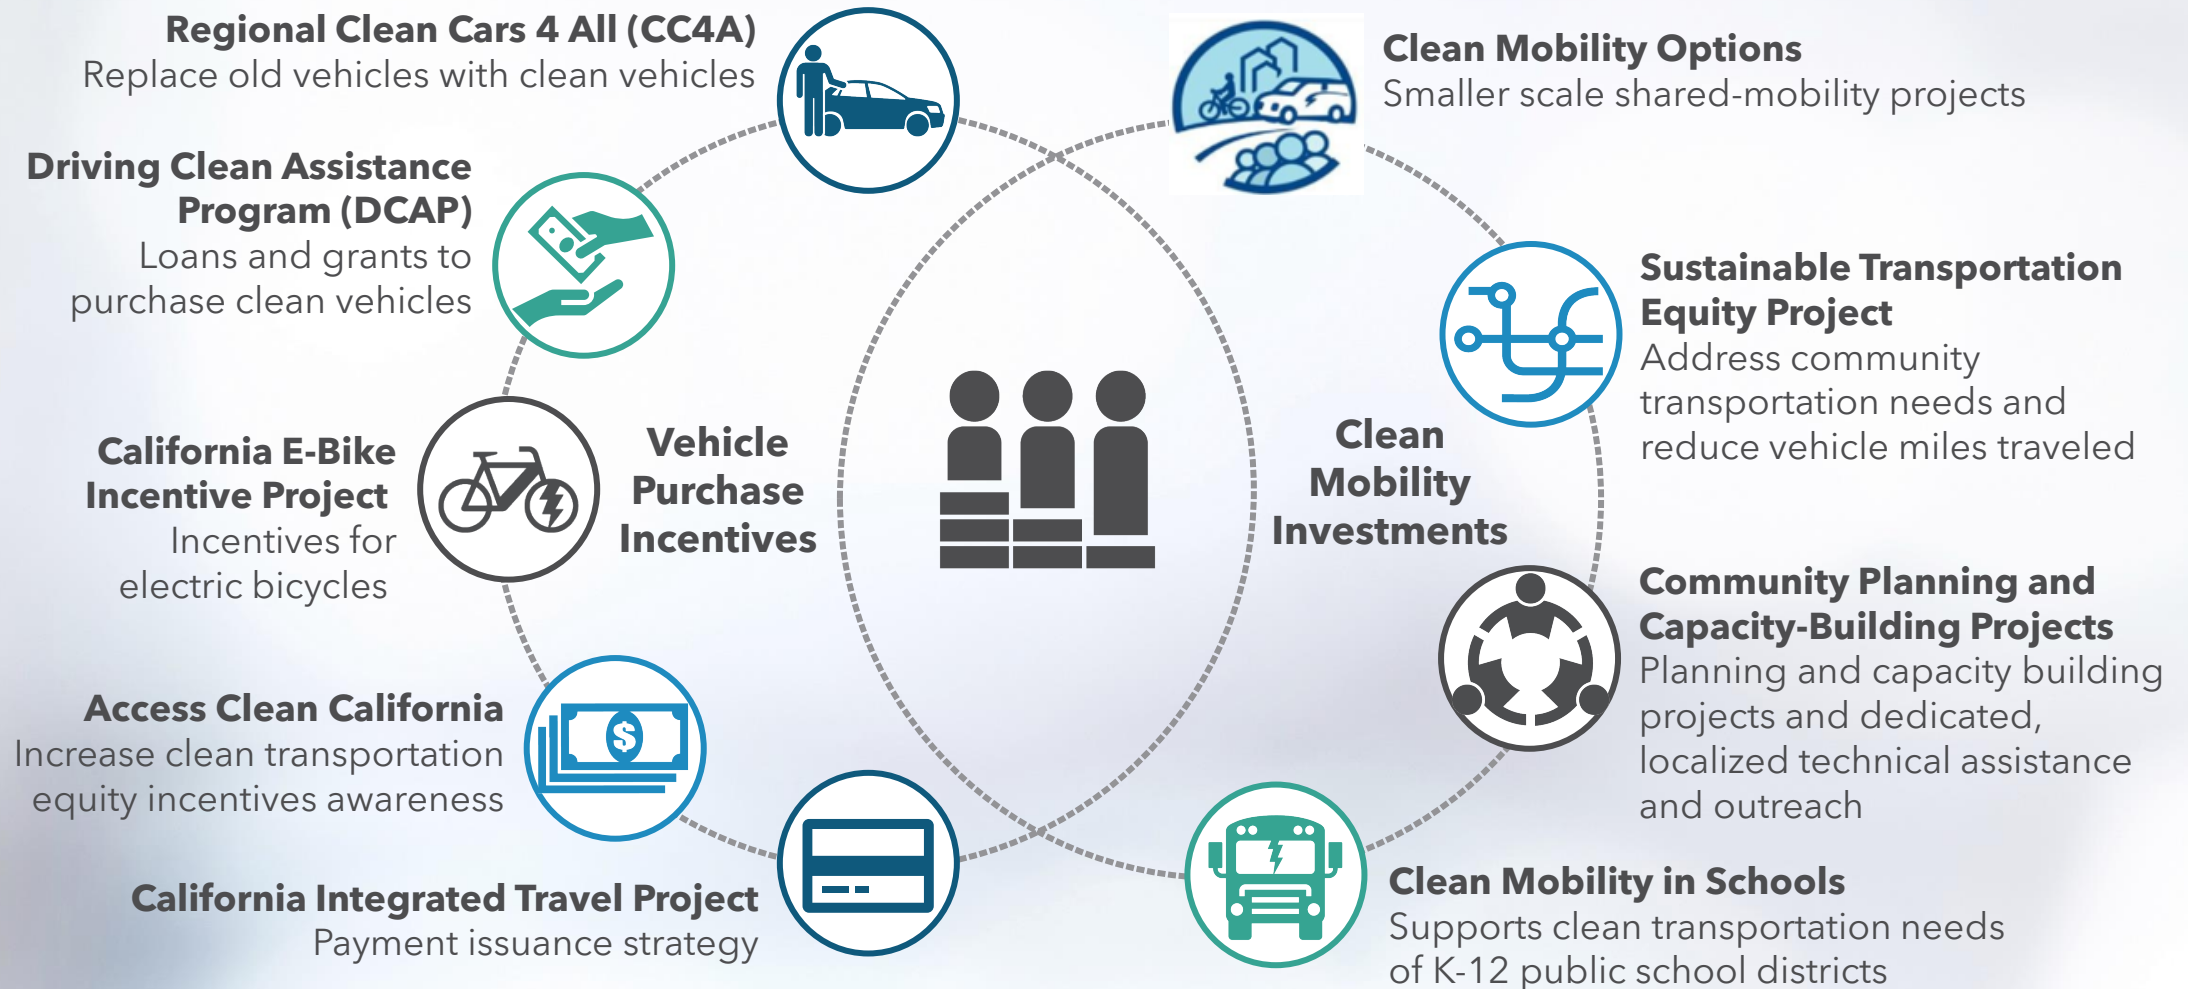 Regional Clean Cars 4 All (CC4A)
Replace old vehicles with clean vehicles
Driving Clean Assistance
Program (DCAP)
Loans and grants to
purchase clean vehicles
California E-Bike
Incentive Project
Incentives for
electric bicycles
Access Clean California
Increase clean transportation
equity incentives awareness
$
California Integrated Travel Project
Payment issuance strategy
Vehicle
Purchase
Incentives
Clean
Mobility
Investments
Clean Mobility Options
Smaller scale shared-mobility projects
Sustainable Transportation
Equity Project
Address community
transportation needs and
reduce vehicle miles traveled
Community Planning and
Capacity-Building Projects
Planning and capacity building
projects and dedicated,
localized technical assistance
and outreach
Clean Mobility in Schools
Supports clean transportation needs
of K-12 public school districts